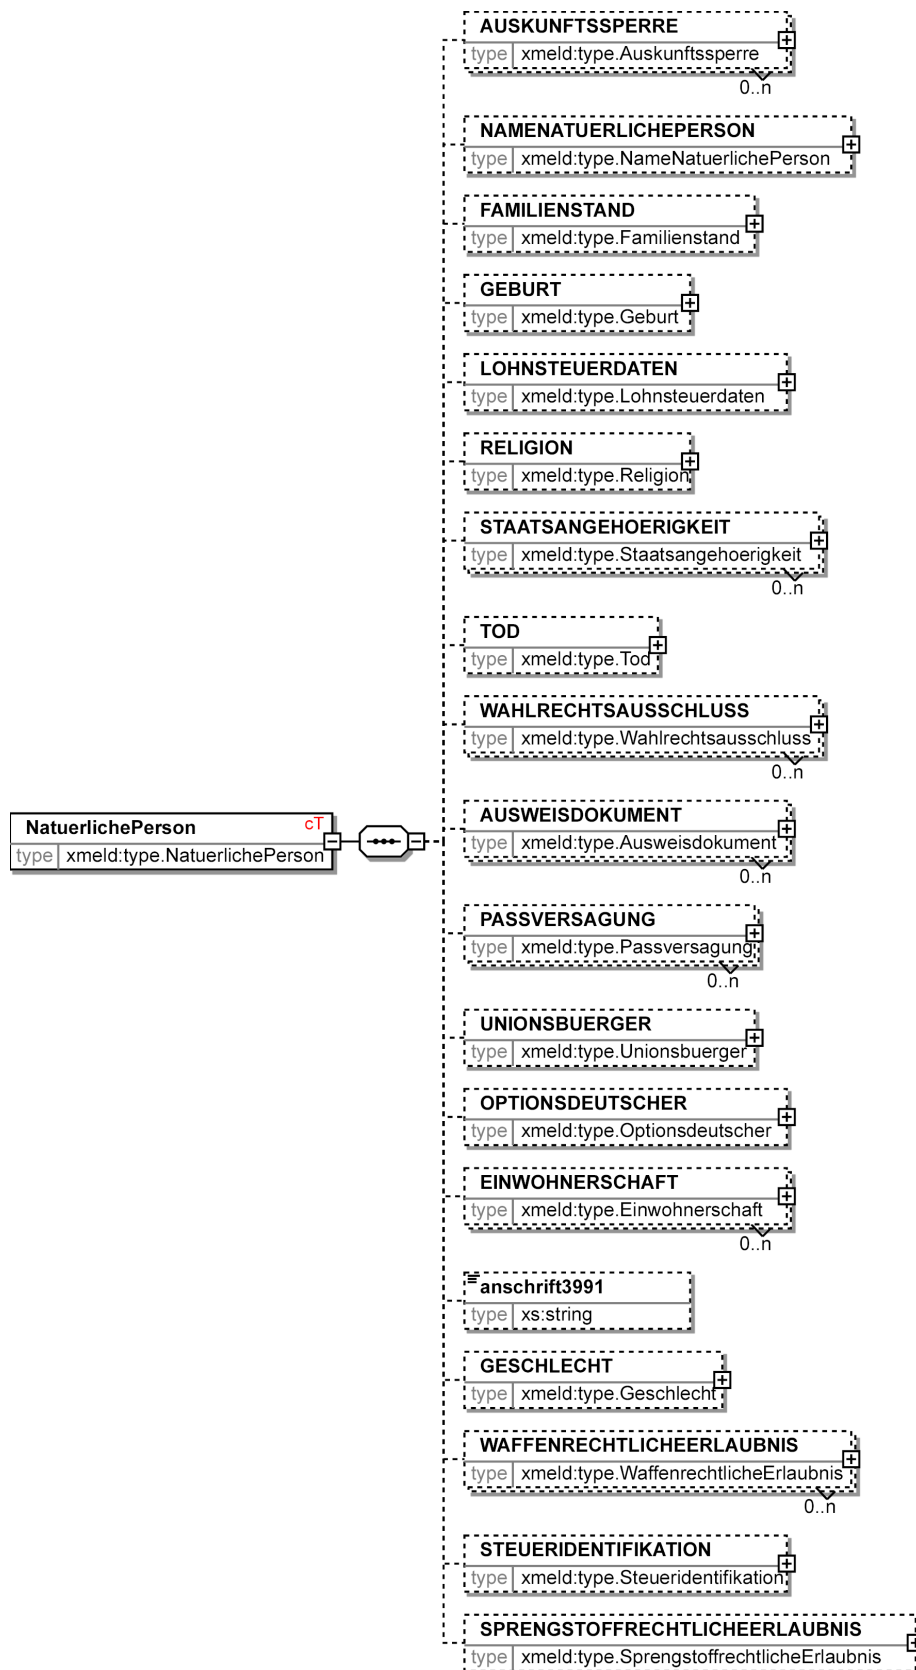 AUSKUNFTSSPERRE
type xmeld:type.Auskunftssperre
0..n
NAMENATUERLICHEPERSON
type xmeld:type.NameNatuerlichePerson
FAMILIENSTAND
type xmeld:type.Familienstand
GEBURT
type xmeld:type.Geburt
LOHNSTEUERDATEN
type xmeld:type.Lohnsteuerdaten
RELIGION
type xmeld:type.Religion
STAATSANGEHOERIGKEIT
type xmeld:type.Staatsangehoerigkeit
0..n
TOD
type xmeld:type.Tod
WAHLRECHTSAUSSCHLUSS
type xmeld:type.Wahlrechtsausschluss
0..n
NatuerlichePerson cT
type xmeld:type.NatuerlichePerson
AUSWEISDOKUMENT
type xmeld:type.Ausweisdokument
0..n
PASSVERSAGUNG
type xmeld:type.Passversagung
0..n
UNIONSBUERGER
type xmeld:type.Unionsbuerger
OPTIONSDEUTSCHER
type xmeld:type.Optionsdeutscher
EINWOHNERSCHAFT
type xmeld:type.Einwohnerschaft
0..n
anschrift3991
type xs:string
GESCHLECHT
type xmeld:type.Geschlecht
WAFFENRECHTLICHEERLAUBNIS
type xmeld:type.WaffenrechtlicheErlaubnis
0..n
STEUERIDENTIFIKATION
type xmeld:type.Steueridentifikation
SPRENGSTOFFRECHTLICHEERLAUBNIS
type xmeld:type.SprengstoffrechtlicheErlaubnis